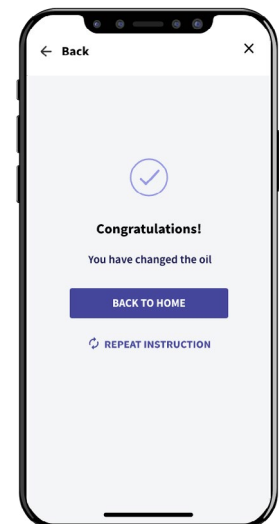 Back
Congratulations!
You have changed the oil
BACK TO HOME
REPEAT INSTRUCTION